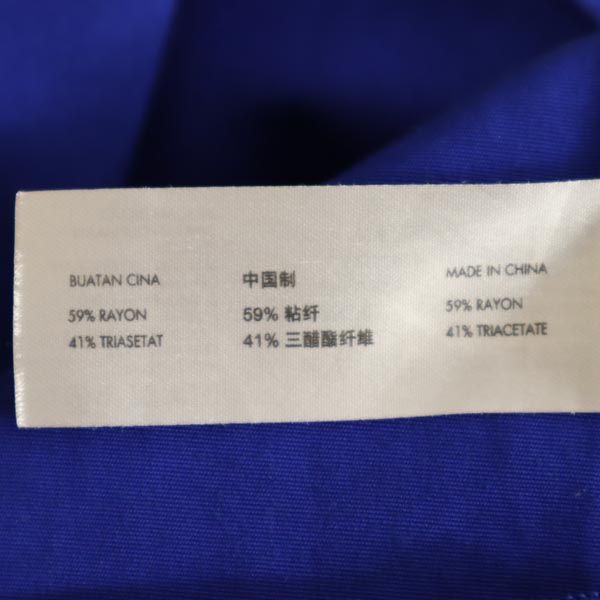 BUATAN CINA
59% RAYON
41% TRIASETAT
中国制
59% 粘纤
41% 三醋酯纤维
MADE IN CHINA
59% RAYON
41% TRIACETATE